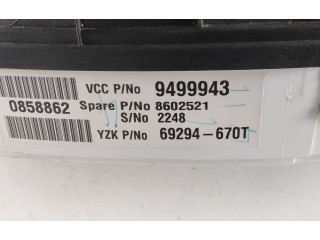 VCC P/No 9499943
0858862 Spare P/No 8602521
S/No 2248
YZK P/No 69294-670T